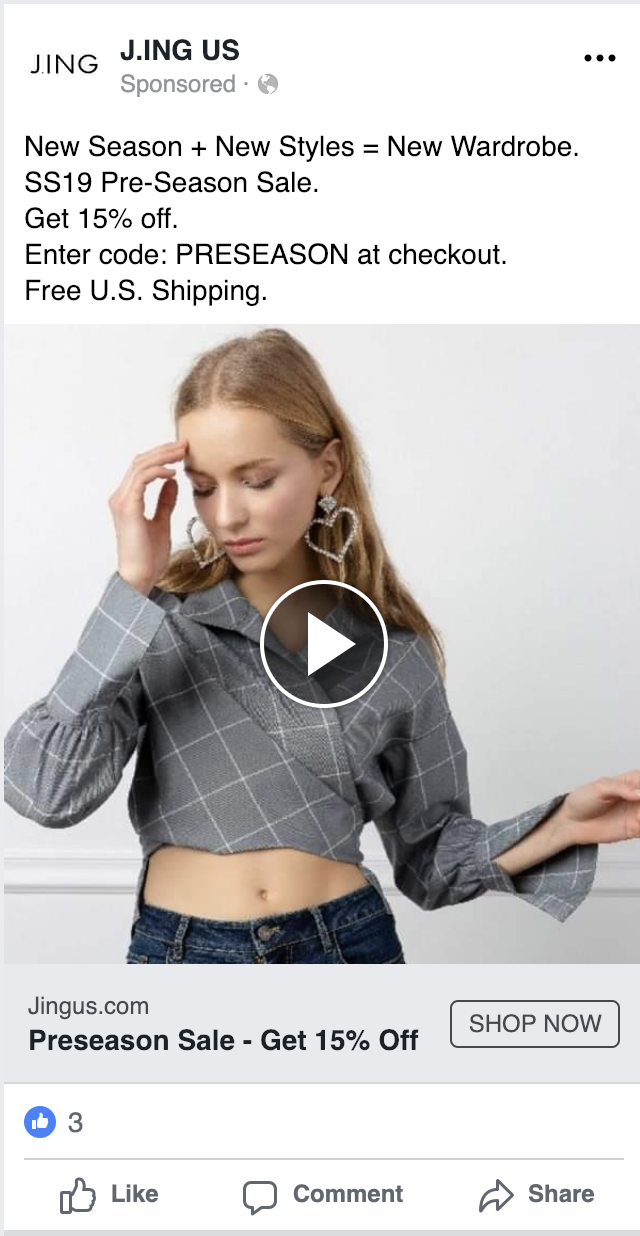 J.ING
J.ING US
Sponsored ·
New Season + New Styles = New Wardrobe.
SS19 Pre-Season Sale.
Get 15% off.
Enter code: PRESEASON at checkout.
Free U.S. Shipping.
Jingus.com
Preseason Sale - Get 15% Off
SHOP NOW
3
Like
Comment
Share